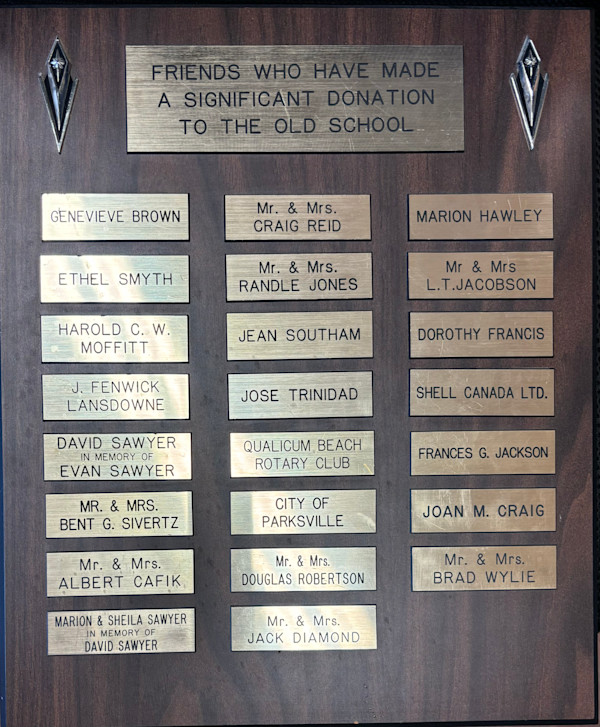 FRIENDS WHO HAVE MADE
A SIGNIFICANT DONATION
TO THE OLD SCHOOL
GENEVIEVE BROWN
ETHEL SMYTH
HAROLD C. W.
MOFFITT
J. FENWICK
LANSDOWNE
DAVID SAWYER
IN MEMORY OF
EVAN SAWYER
MR. & MRS.
BENT G. SIVERTZ
Mr. & Mrs.
ALBERT CAFIK
MARION & SHEILA SAWYER
IN MEMORY OF
DAVID SAWYER
Mr. & Mrs.
CRAIG REID
Mr. & Mrs.
RANDLE JONES
JEAN SOUTHAM
JOSE TRINIDAD
QUALICUM BEACH
ROTARY CLUB
CITY OF
PARKSVILLE
Mr. & Mrs.
DOUGLAS ROBERTSON
Mr. & Mrs.
JACK DIAMOND
MARION HAWLEY
Mr & Mrs
L.T.JACOBSON
DOROTHY FRANCIS
SHELL CANADA LTD.
FRANCES G. JACKSON
JOAN M. CRAIG
Mr. & Mrs.
BRAD WYLIE